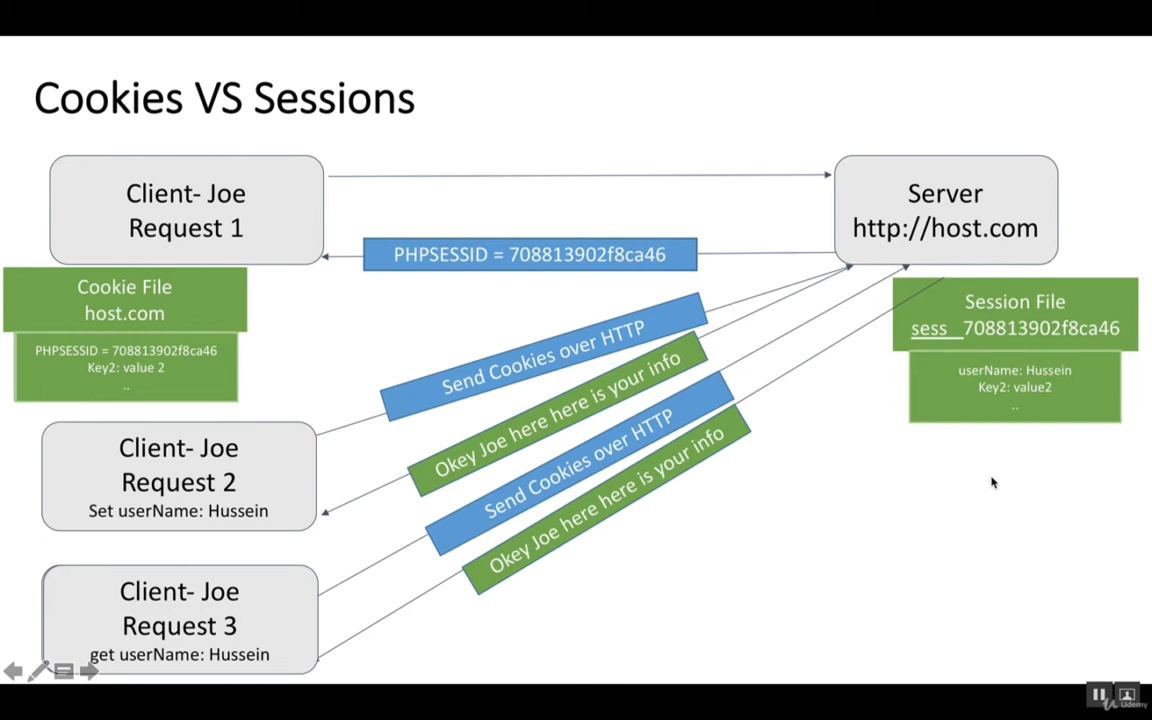 Cookies VS Sessions
Client- Joe
Request 1
Server
http://host.com
PHPSESSID = 708813902f8ca46
Cookie File
host.com
PHPSESSID = 708813902f8ca46
Key2: value 2
..
Session File
sess_708813902f8ca46
userName: Hussein
Key2: value2
..
Send Cookies over HTTP
Okey Joe here here is your info
Send Cookies over HTTP
Okey Joe here here is your info
Client- Joe
Request 2
Set userName: Hussein
Client- Joe
Request 3
get userName: Hussein
Udemy